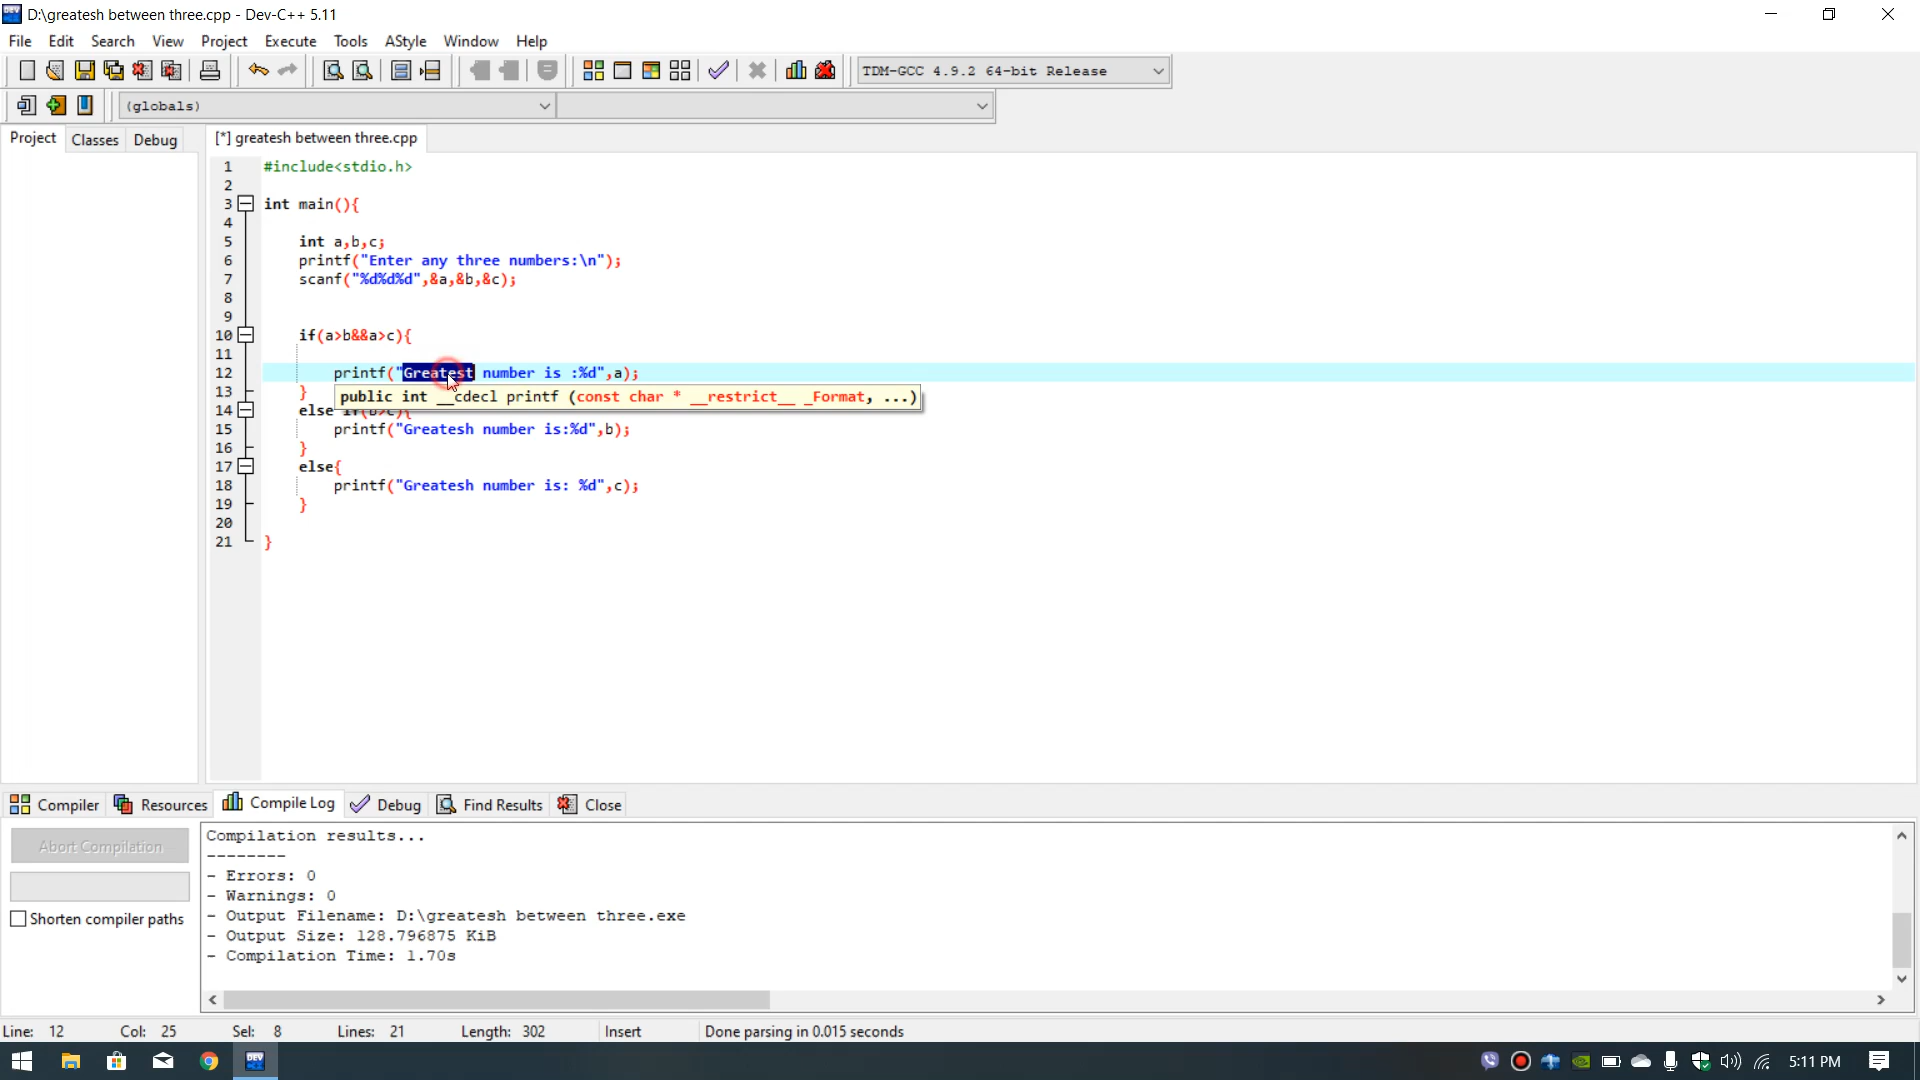 D:\greatesh between three.cpp - Dev-C++ 5.11
File Edit Search View Project Execute Tools AStyle Window Help
TDM-GCC 4.9.2 64-bit Release
(globals)
Project Classes Debug [*] greatesh between three.cpp
1 #include<stdio.h>
2
3 int main(){
4
5 int a,b,c;
6 printf("Enter any three numbers:\n");
7 scanf("%d%d%d",&a,&b,&c);
8
9
10 if(a>b&&a>c){
11
12 printf("Greatest number is :%d",a);
13 }
public int __cdecl printf (const char * __restrict__ _Format, ...)
14 else if(b>c){
15 printf("Greatesh number is:%d",b);
16 }
17 else{
18 printf("Greatesh number is: %d",c);
19 }
20
21 }
Compiler Resources Compile Log Debug Find Results Close
Abort Compilation
Shorten compiler paths
Compilation results...
--------
- Errors: 0
- Warnings: 0
- Output Filename: D:\greatesh between three.exe
- Output Size: 128.796875 KiB
- Compilation Time: 1.70s
Line: 12 Col: 25 Sel: 8 Lines: 21 Length: 302 Insert Done parsing in 0.015 seconds
DEV
5:11 PM